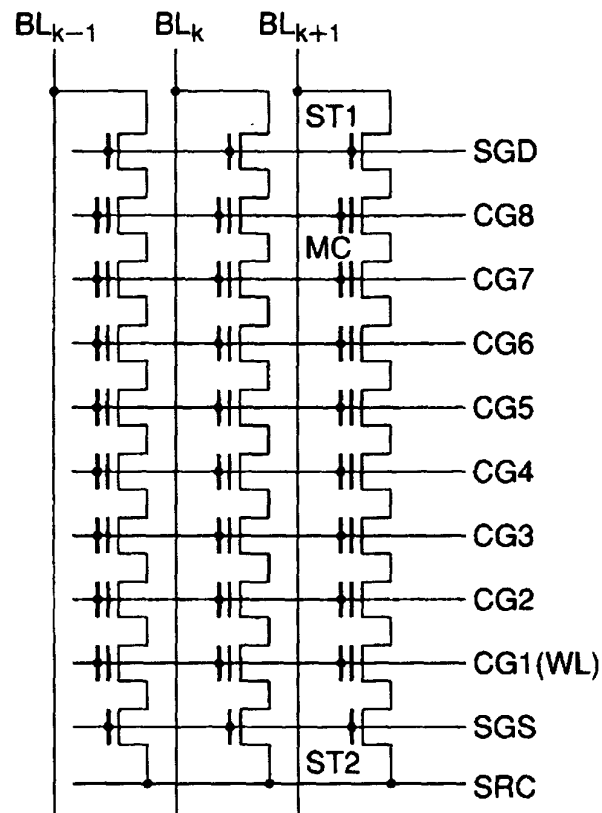 BLk-1 BLk BLk+1
ST1
SGD
CG8
MC
CG7
CG6
CG5
CG4
CG3
CG2
CG1(WL)
SGS
ST2
SRC